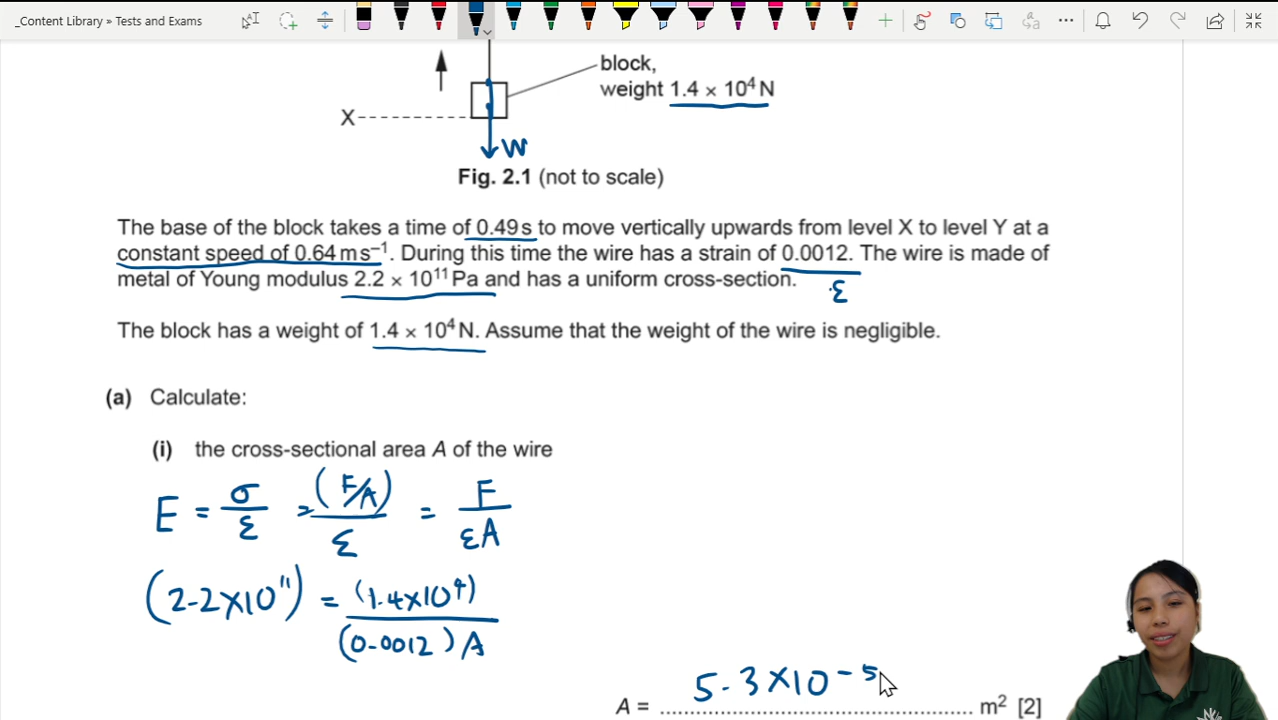 _Content Library » Tests and Exams
block,
weight 1.4 × 10⁴ N
X
W
Fig. 2.1 (not to scale)
The base of the block takes a time of 0.49 s to move vertically upwards from level X to level Y at a
constant speed of 0.64 m s⁻¹. During this time the wire has a strain of 0.0012. The wire is made of
metal of Young modulus 2.2 × 10¹¹ Pa and has a uniform cross-section.
ε
The block has a weight of 1.4 × 10⁴ N. Assume that the weight of the wire is negligible.
(a) Calculate:
(i) the cross-sectional area A of the wire
E = σ/ε = (F/A)/ε = F/εA
(2.2×10¹¹) = (1.4×10⁴)/(0.0012)A
5.3×10⁻⁵
A = ........ m² [2]